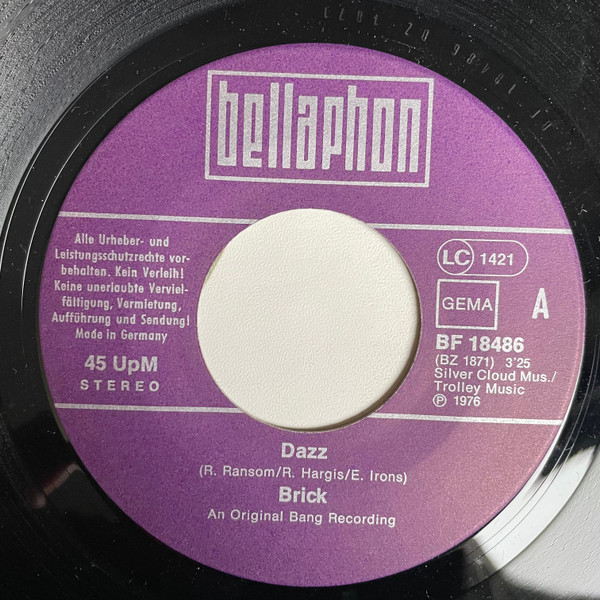 bellaphon
Alle Urheber- und
Leistungsschutzrechte vor-
behalten. Kein Verleih!
Keine unerlaubte Verviel-
fältigung, Vermietung,
Aufführung und Sendung!
Made in Germany
45 UpM
STEREO
LC 1421
GEMA
A
BF 18486
(BZ 1871) 3'25
Silver Cloud Mus./
Trolley Music
℗ 1976
Dazz
(R. Ransom/R. Hargis/E. Irons)
Brick
An Original Bang Recording